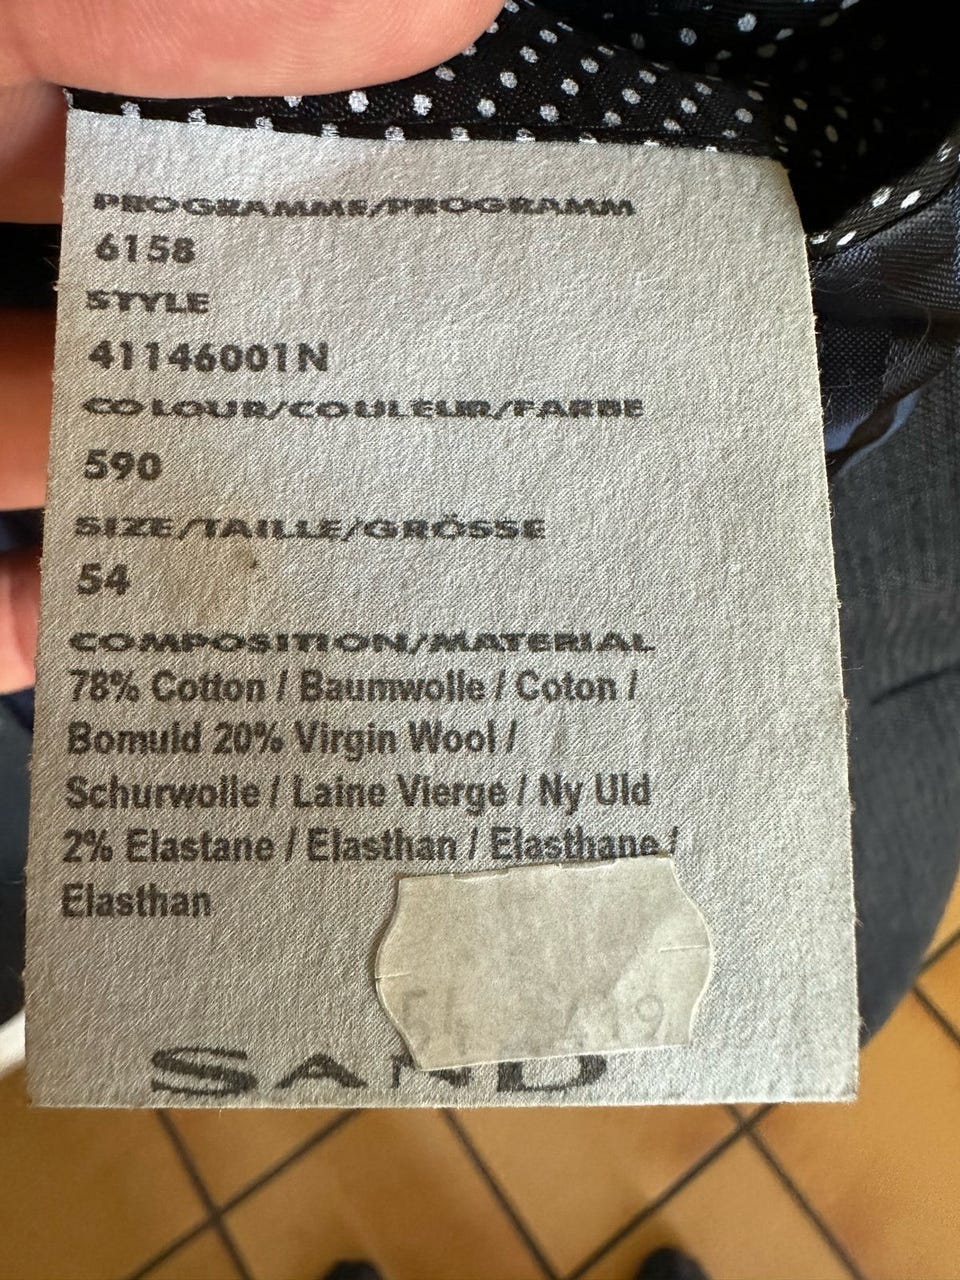 PROGRAMME/PROGRAMM
6158
STYLE
41146001N
COLOUR/COULEUR/FARBE
590
SIZE/TAILLE/GRÖSSE
54
COMPOSITION/MATERIAL
78% Cotton / Baumwolle / Coton /
Bomuld 20% Virgin Wool /
Schurwolle / Laine Vierge / Ny Uld
2% Elastane / Elasthan / Elasthane /
Elasthan
SAND